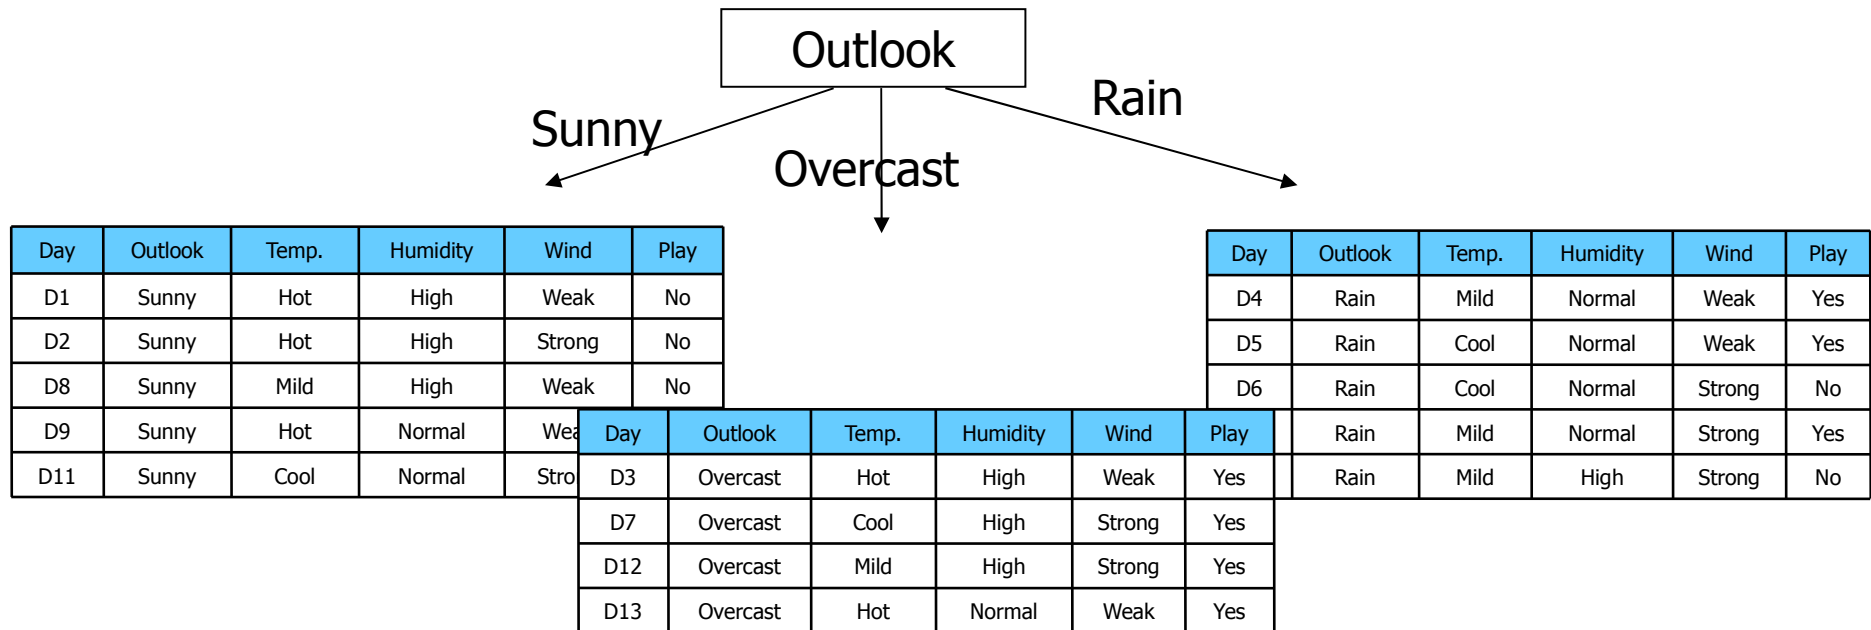 Outlook
Sunny
Overcast
Rain
Day Outlook Temp. Humidity Wind Play
D1 Sunny Hot High Weak No
D2 Sunny Hot High Strong No
D8 Sunny Mild High Weak No
D9 Sunny Hot Normal
D11 Sunny Cool Normal
Day Outlook Temp. Humidity Wind Play
D3 Overcast Hot High Weak Yes
D7 Overcast Cool High Strong Yes
D12 Overcast Mild High Strong Yes
D13 Overcast Hot Normal Weak Yes
Day Outlook Temp. Humidity Wind Play
D4 Rain Mild Normal Weak Yes
D5 Rain Cool Normal Weak Yes
D6 Rain Cool Normal Strong No
Rain Mild Normal Strong Yes
Rain Mild High Strong No